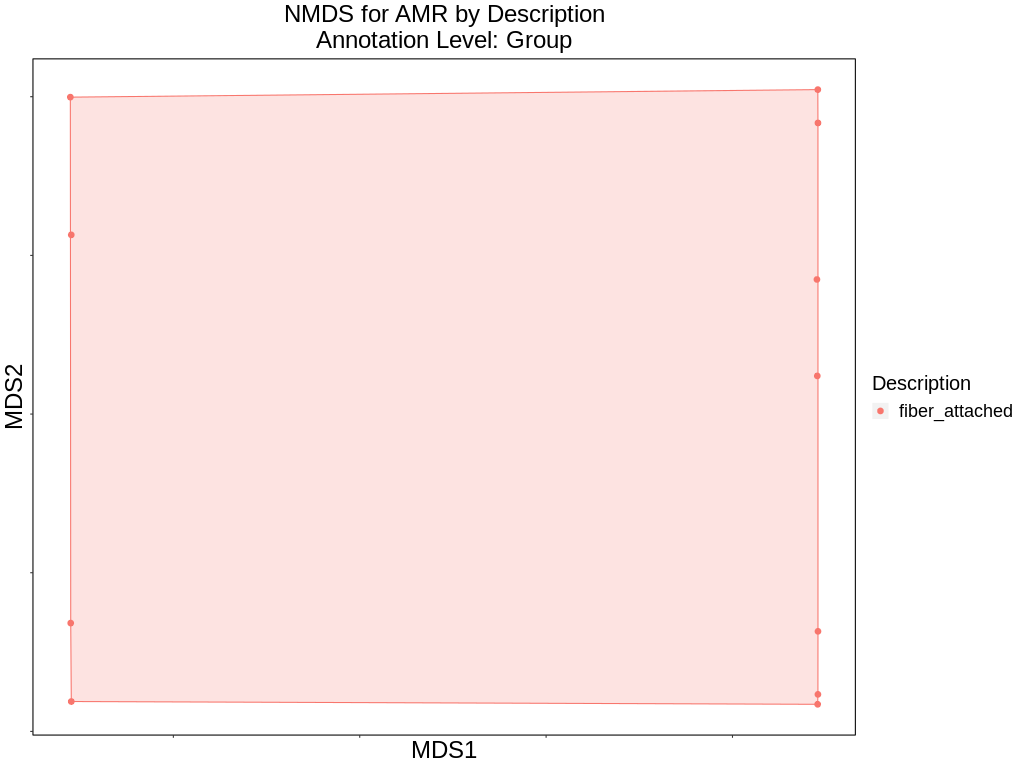 NMDS for AMR by Description
Annotation Level: Group
MDS2
Description
fiber_attached
MDS1